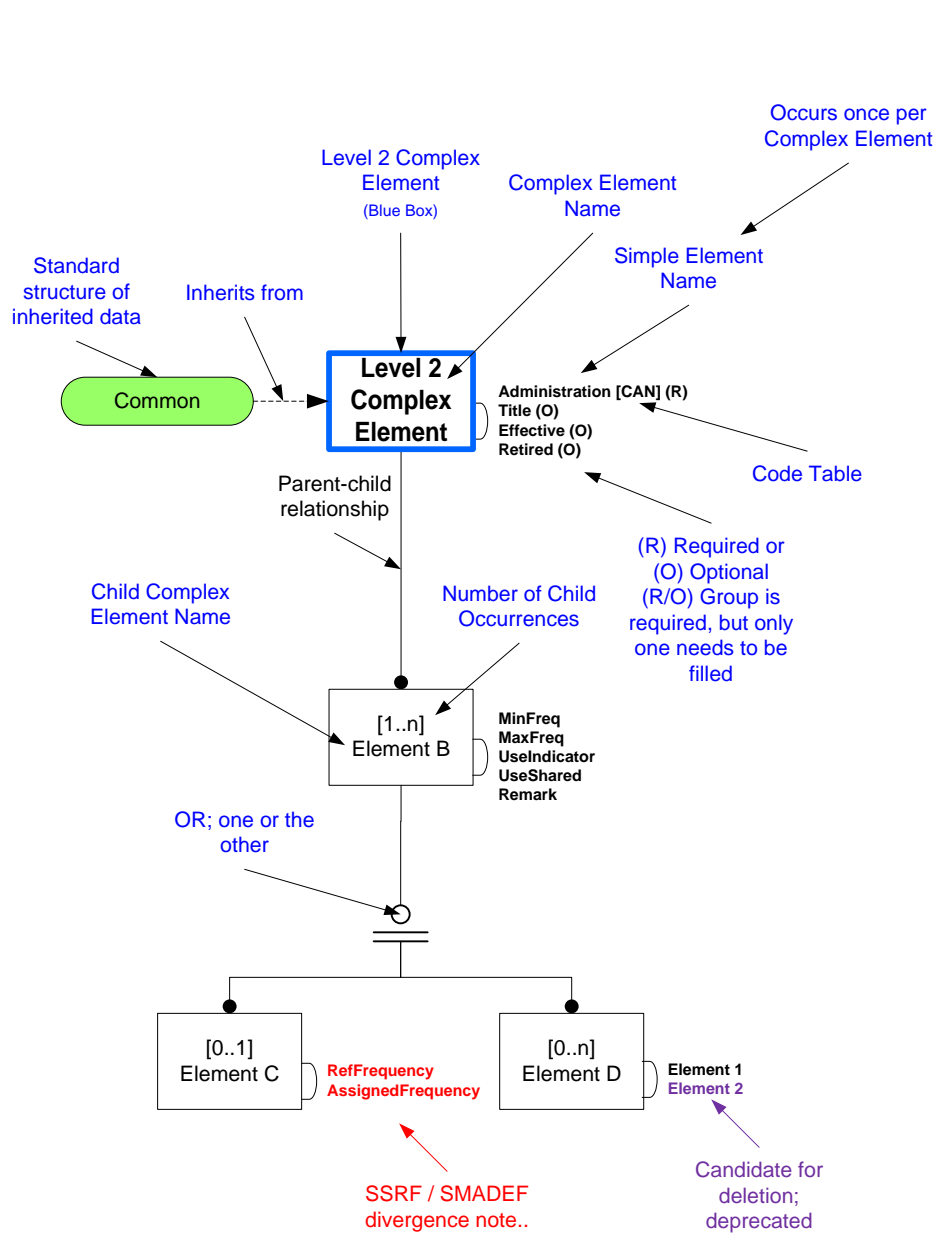 Occurs once per
Complex Element
Level 2 Complex
Element
(Blue Box)
Complex Element
Name
Simple Element
Name
Standard
structure of
inherited data
Inherits from
Common
Level 2
Complex
Element
Administration [CAN] (R)
Title (O)
Effective (O)
Retired (O)
Code Table
Parent-child
relationship
(R) Required or
(O) Optional
(R/O) Group is
required, but only
one needs to be
filled
Child Complex
Element Name
Number of Child
Occurrences
[1..n]
Element B
MinFreq
MaxFreq
UseIndicator
UseShared
Remark
OR; one or the
other
[0..1]
Element C
RefFrequency
AssignedFrequency
[0..n]
Element D
Element 1
Element 2
SSRF / SMADEF
divergence note..
Candidate for
deletion;
deprecated